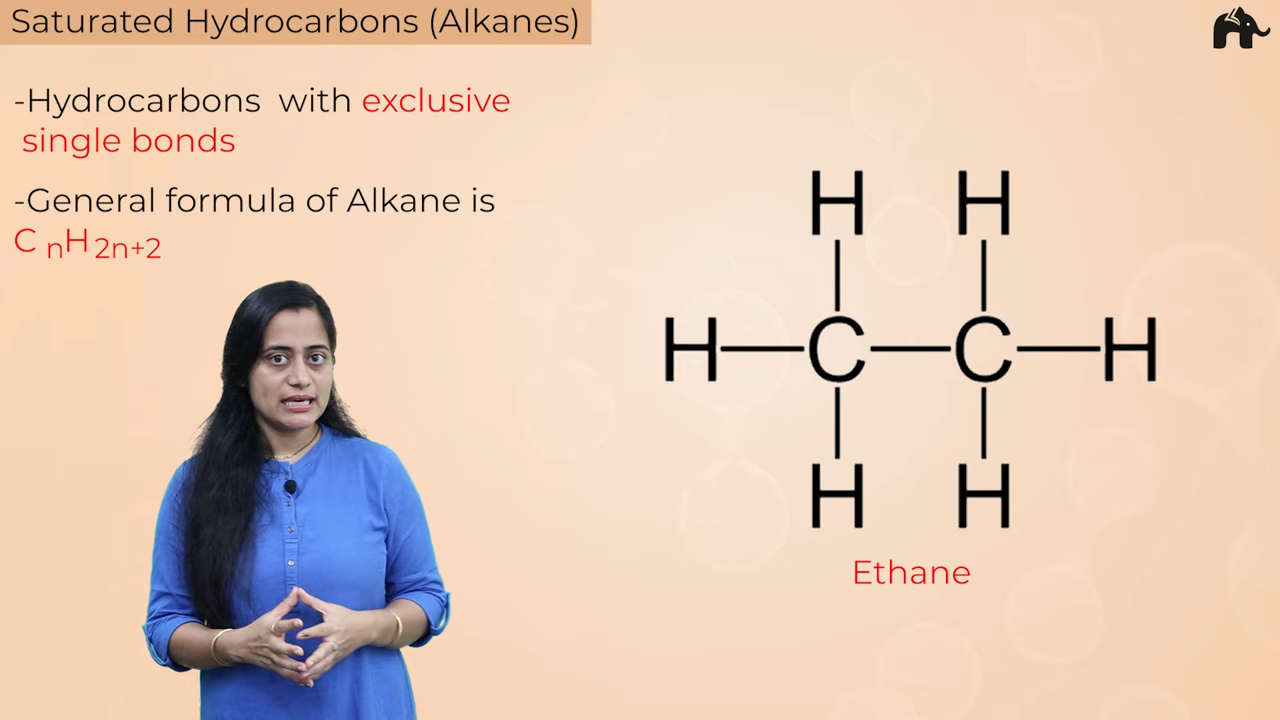 Saturated Hydrocarbons (Alkanes)
-Hydrocarbons with exclusive
single bonds
-General formula of Alkane is
C nH 2n+2
H H
H C C H
H H
Ethane